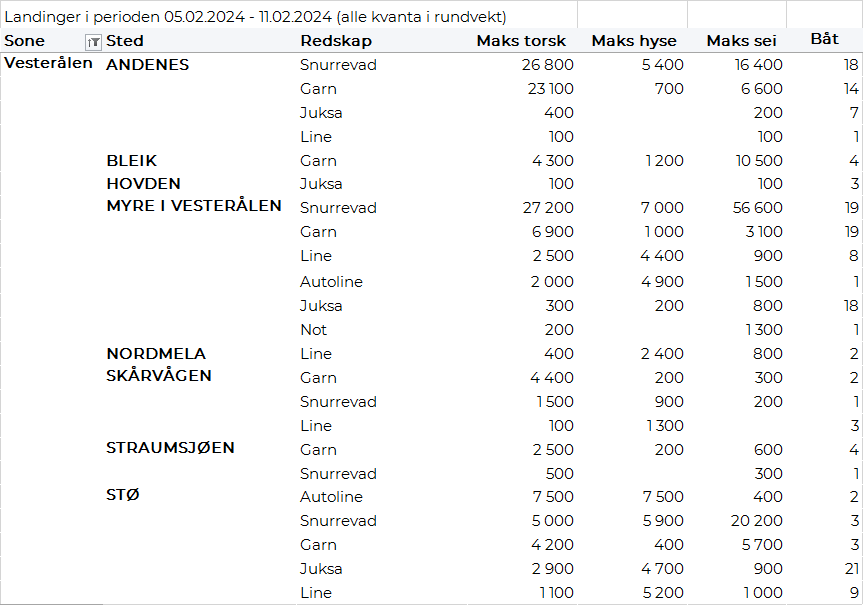 Landinger i perioden 05.02.2024 - 11.02.2024 (alle kvanta i rundvekt)
Sone Sted Redskap Maks torsk Maks hyse Maks sei Båt
Vesterålen ANDENES Snurrevad 26 800 5 400 16 400 18
Garn 23 100 700 6 600 14
Juksa 400 200 7
Line 100 100 1
BLEIK Garn 4 300 1 200 10 500 4
HOVDEN Juksa 100 100 3
MYRE I VESTERÅLEN Snurrevad 27 200 7 000 56 600 19
Garn 6 900 1 000 3 100 19
Line 2 500 4 400 900 8
Autoline 2 000 4 900 1 500 1
Juksa 300 200 800 18
Not 200 1 300 1
NORDMELA Line 400 2 400 800 2
SKÅRVÅGEN Garn 4 400 200 300 2
Snurrevad 1 500 900 200 1
Line 100 1 300 3
STRAUMSJØEN Garn 2 500 200 600 4
Snurrevad 500 300 1
STØ Autoline 7 500 7 500 400 2
Snurrevad 5 000 5 900 20 200 3
Garn 4 200 400 5 700 3
Juksa 2 900 4 700 900 21
Line 1 100 5 200 1 000 9